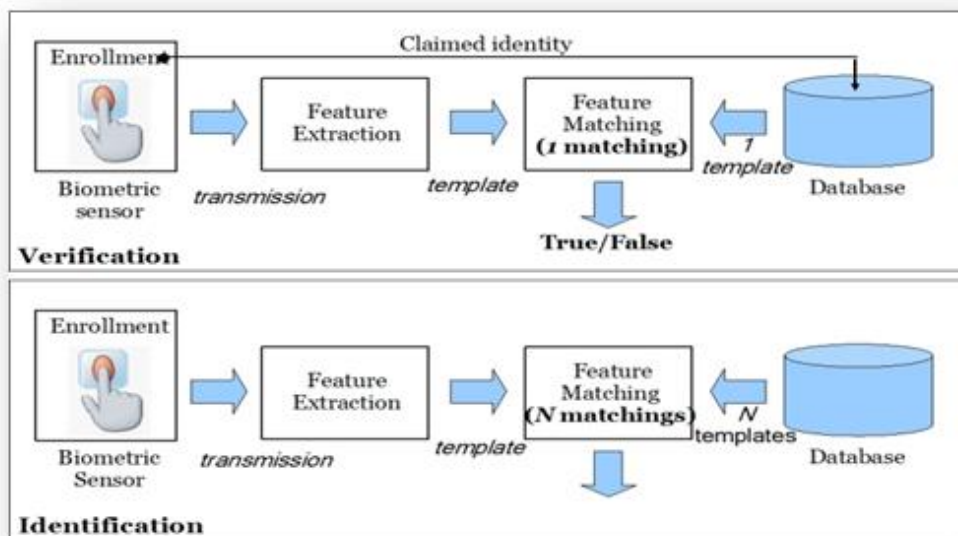 Claimed identity
Enrollment
Feature
Extraction
Feature
Matching
(1 matching)
1
template
Biometric
sensor
transmission
template
Database
True/False
Verification
Enrollment
Feature
Extraction
Feature
Matching
(N matchings)
N
templates
Biometric
Sensor
transmission
template
Database
Identification